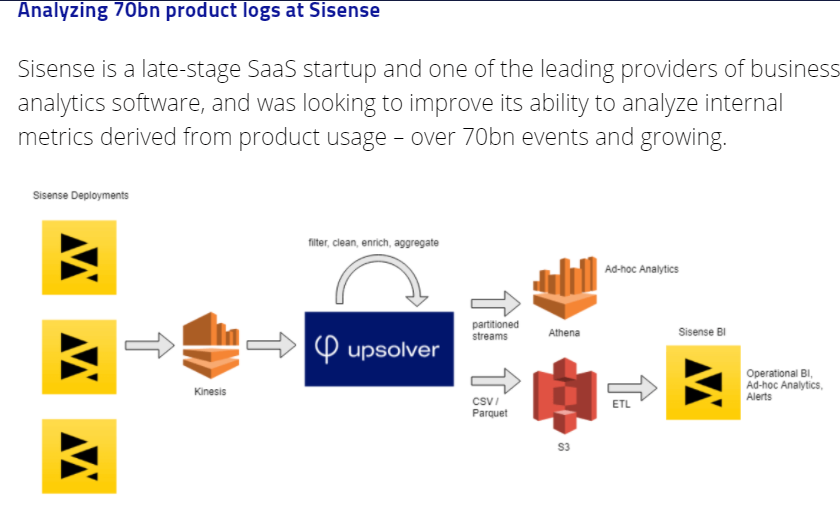 Analyzing 70bn product logs at Sisense
Sisense is a late-stage SaaS startup and one of the leading providers of business
analytics software, and was looking to improve its ability to analyze internal
metrics derived from product usage – over 70bn events and growing.
Sisense Deployments
filter, clean, enrich, aggregate
upsolver
Kinesis
partitioned
streams
Ad-hoc Analytics
Athena
CSV /
Parquet
S3
ETL
Sisense BI
Operational BI,
Ad-hoc Analytics,
Alerts